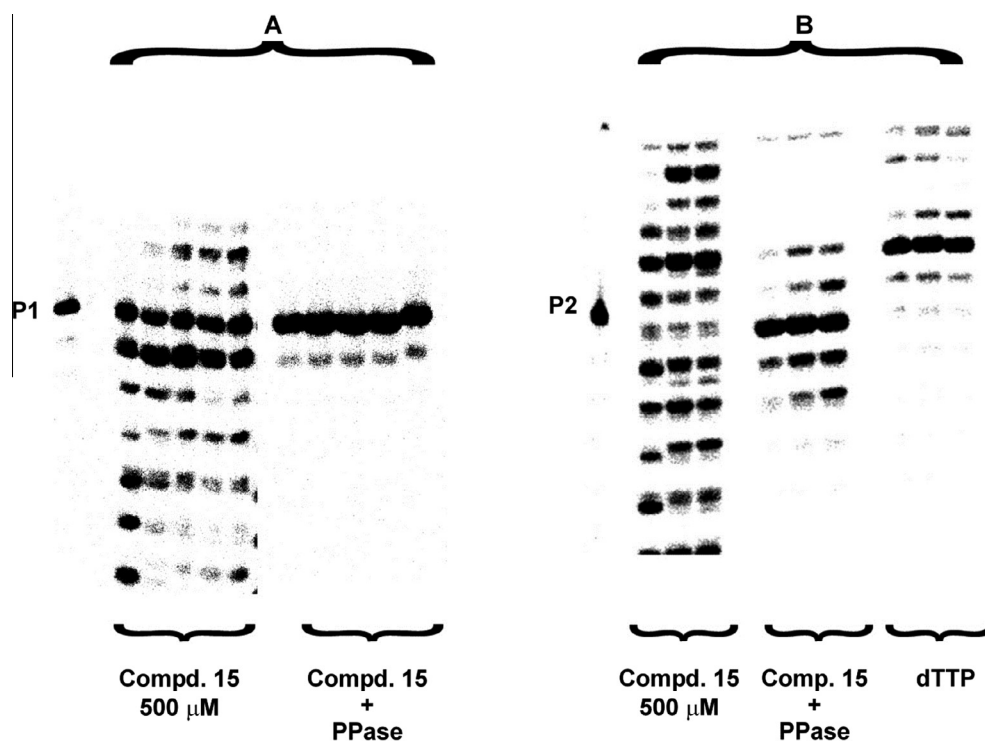 A
B
P1
P2
Compd. 15
500 μM
Compd. 15
+
PPase
Compd. 15
500 μM
Comp. 15
+
PPase
dTTP